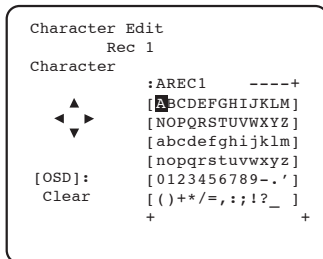 Character Edit
Rec 1
Character
:AREC1 ----+
[ABCDEFGHIJKLM]
[NOPQRSTUVWXYZ]
[abcdefghijklm]
[nopqrstuvwxyz]
[OSD]: [0123456789-.']
Clear [()+*/=,:;!?_ ]
+ +